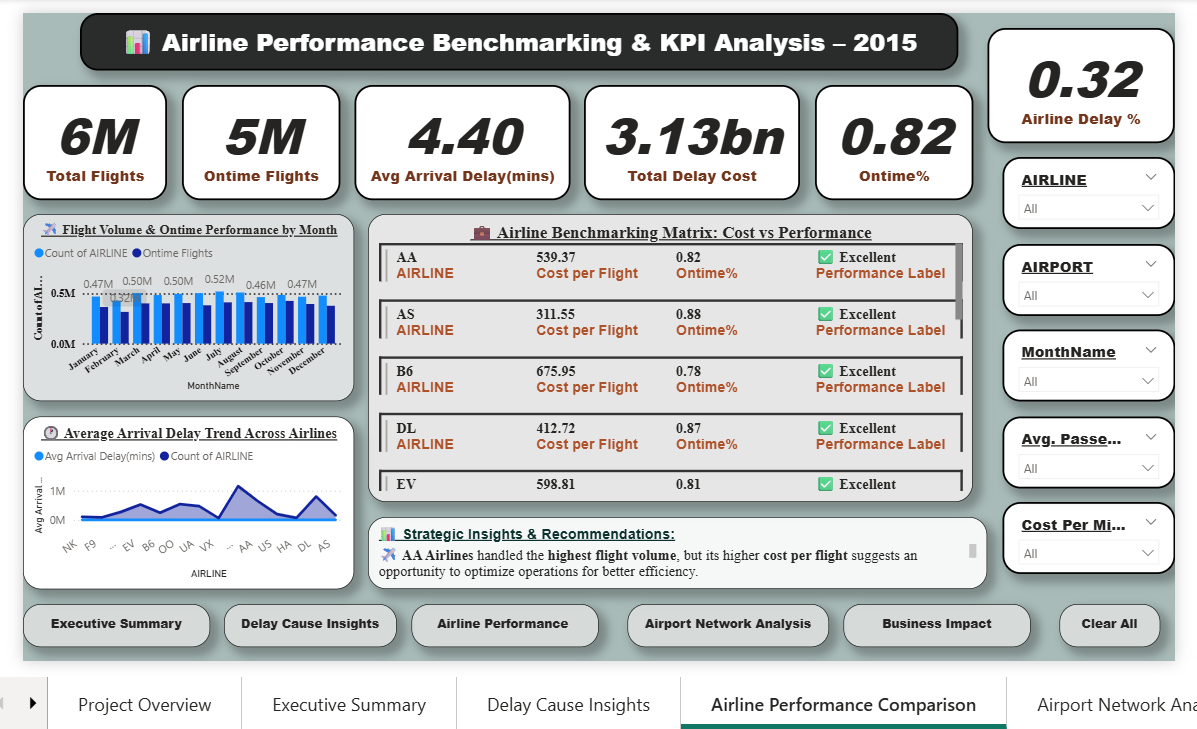 📊 Airline Performance Benchmarking & KPI Analysis – 2015
6M
Total Flights
5M
Ontime Flights
4.40
Avg Arrival Delay(mins)
3.13bn
Total Delay Cost
0.82
Ontime%
0.32
Airline Delay %
✈️ Flight Volume & Ontime Performance by Month
Count of AIRLINE Ontime Flights
Count of AI...
0.5M
0.0M
0.47M 0.50M 0.50M 0.52M 0.46M 0.47M
0.32M
January February March April May June July August September October November December
MonthName
🕐 Average Arrival Delay Trend Across Airlines
Avg Arrival Delay(mins) Count of AIRLINE
Avg Arrival...
1M
0M
NK F9 ... EV B6 OO UA VX ... AA US HA DL AS
AIRLINE
💼 Airline Benchmarking Matrix: Cost vs Performance
AA 539.37 0.82 ✅ Excellent
AIRLINE Cost per Flight Ontime% Performance Label
AS 311.55 0.88 ✅ Excellent
AIRLINE Cost per Flight Ontime% Performance Label
B6 675.95 0.78 ✅ Excellent
AIRLINE Cost per Flight Ontime% Performance Label
DL 412.72 0.87 ✅ Excellent
AIRLINE Cost per Flight Ontime% Performance Label
EV 598.81 0.81 ✅ Excellent
📊 Strategic Insights & Recommendations:
✈️ AA Airlines handled the highest flight volume, but its higher cost per flight suggests an
opportunity to optimize operations for better efficiency.
AIRLINE
All
AIRPORT
All
MonthName
All
Avg. Passe...
All
Cost Per Mi...
All
Executive Summary
Delay Cause Insights
Airline Performance
Airport Network Analysis
Business Impact
Clear All
Project Overview
Executive Summary
Delay Cause Insights
Airline Performance Comparison
Airport Network Ana